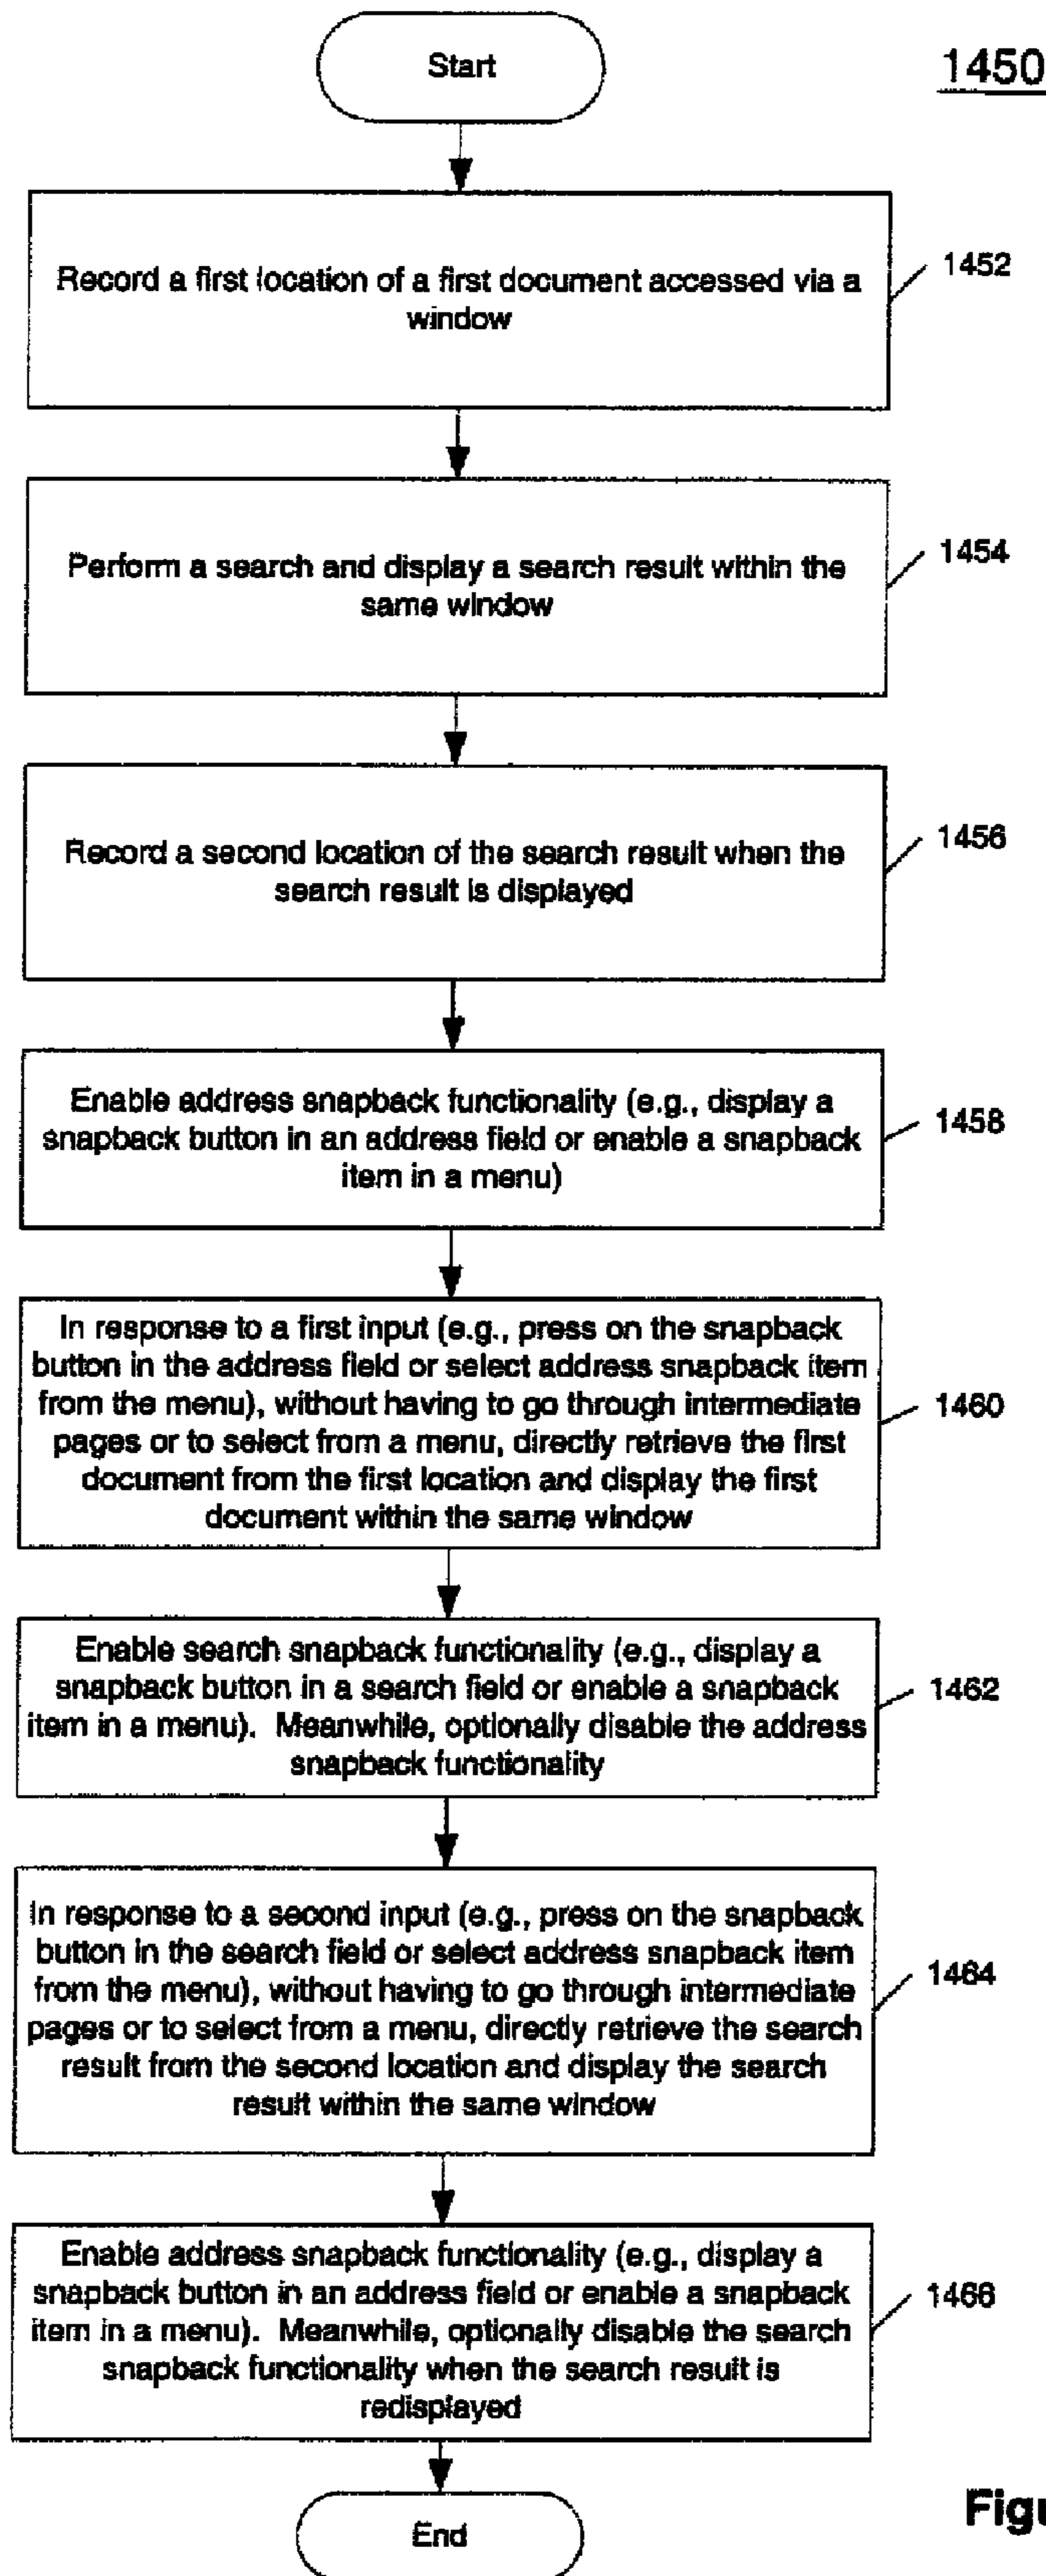 Start
1450
Record a first location of a first document accessed via a
window
1452
Perform a search and display a search result within the
same window
1454
Record a second location of the search result when the
search result is displayed
1456
Enable address snapback functionality (e.g., display a
snapback button in an address field or enable a snapback
item in a menu)
1458
In response to a first input (e.g., press on the snapback
button in the address field or select address snapback item
from the menu), without having to go through intermediate
pages or to select from a menu, directly retrieve the first
document from the first location and display the first
document within the same window
1460
Enable search snapback functionality (e.g., display a
snapback button in a search field or enable a snapback
item in a menu). Meanwhile, optionally disable the address
snapback functionality
1462
In response to a second input (e.g., press on the snapback
button in the search field or select address snapback item
from the menu), without having to go through intermediate
pages or to select from a menu, directly retrieve the search
result from the second location and display the search
result within the same window
1464
Enable address snapback functionality (e.g., display a
snapback button in an address field or enable a snapback
item in a menu). Meanwhile, optionally disable the search
snapback functionality when the search result is
redisplayed
1466
End